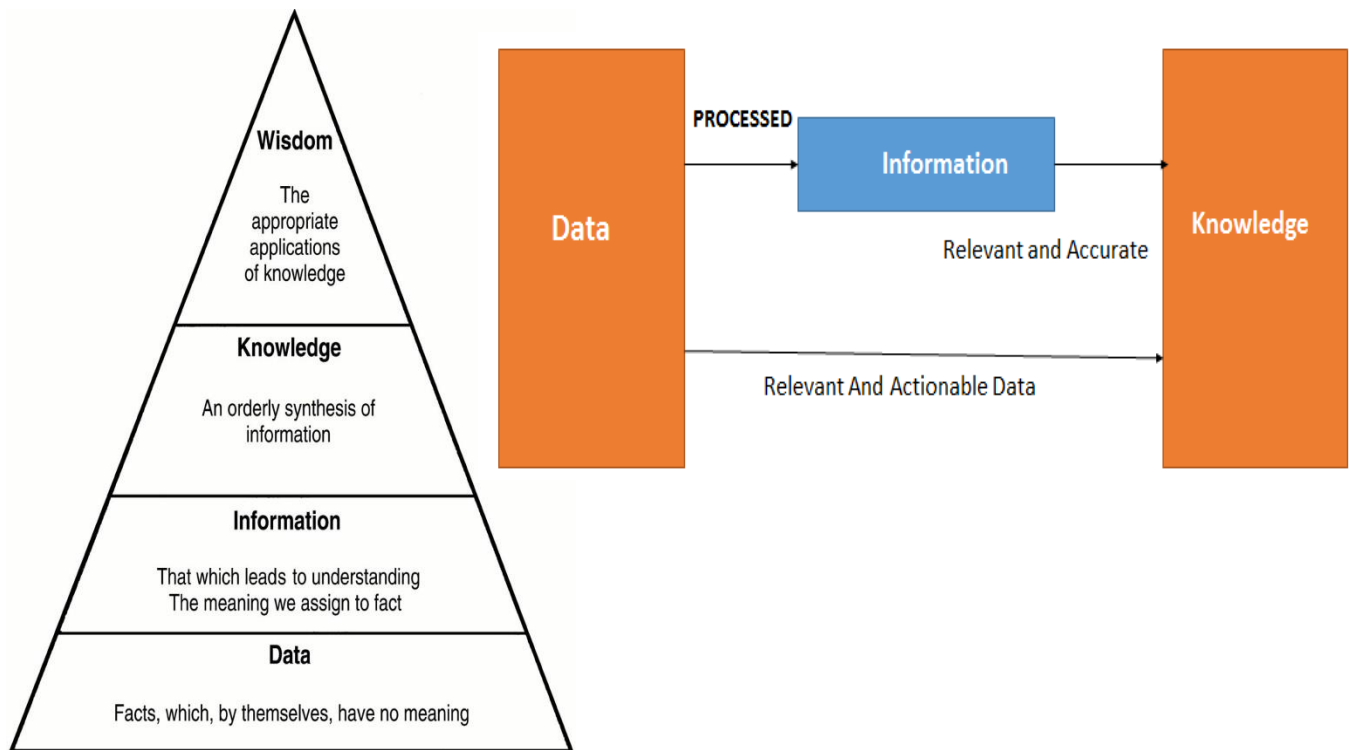 Wisdom
The
appropriate
applications
of knowledge
Knowledge
An orderly synthesis of
information
Information
That which leads to understanding
The meaning we assign to fact
Data
Facts, which, by themselves, have no meaning
Data
PROCESSED
Information
Relevant and Accurate
Relevant And Actionable Data
Knowledge